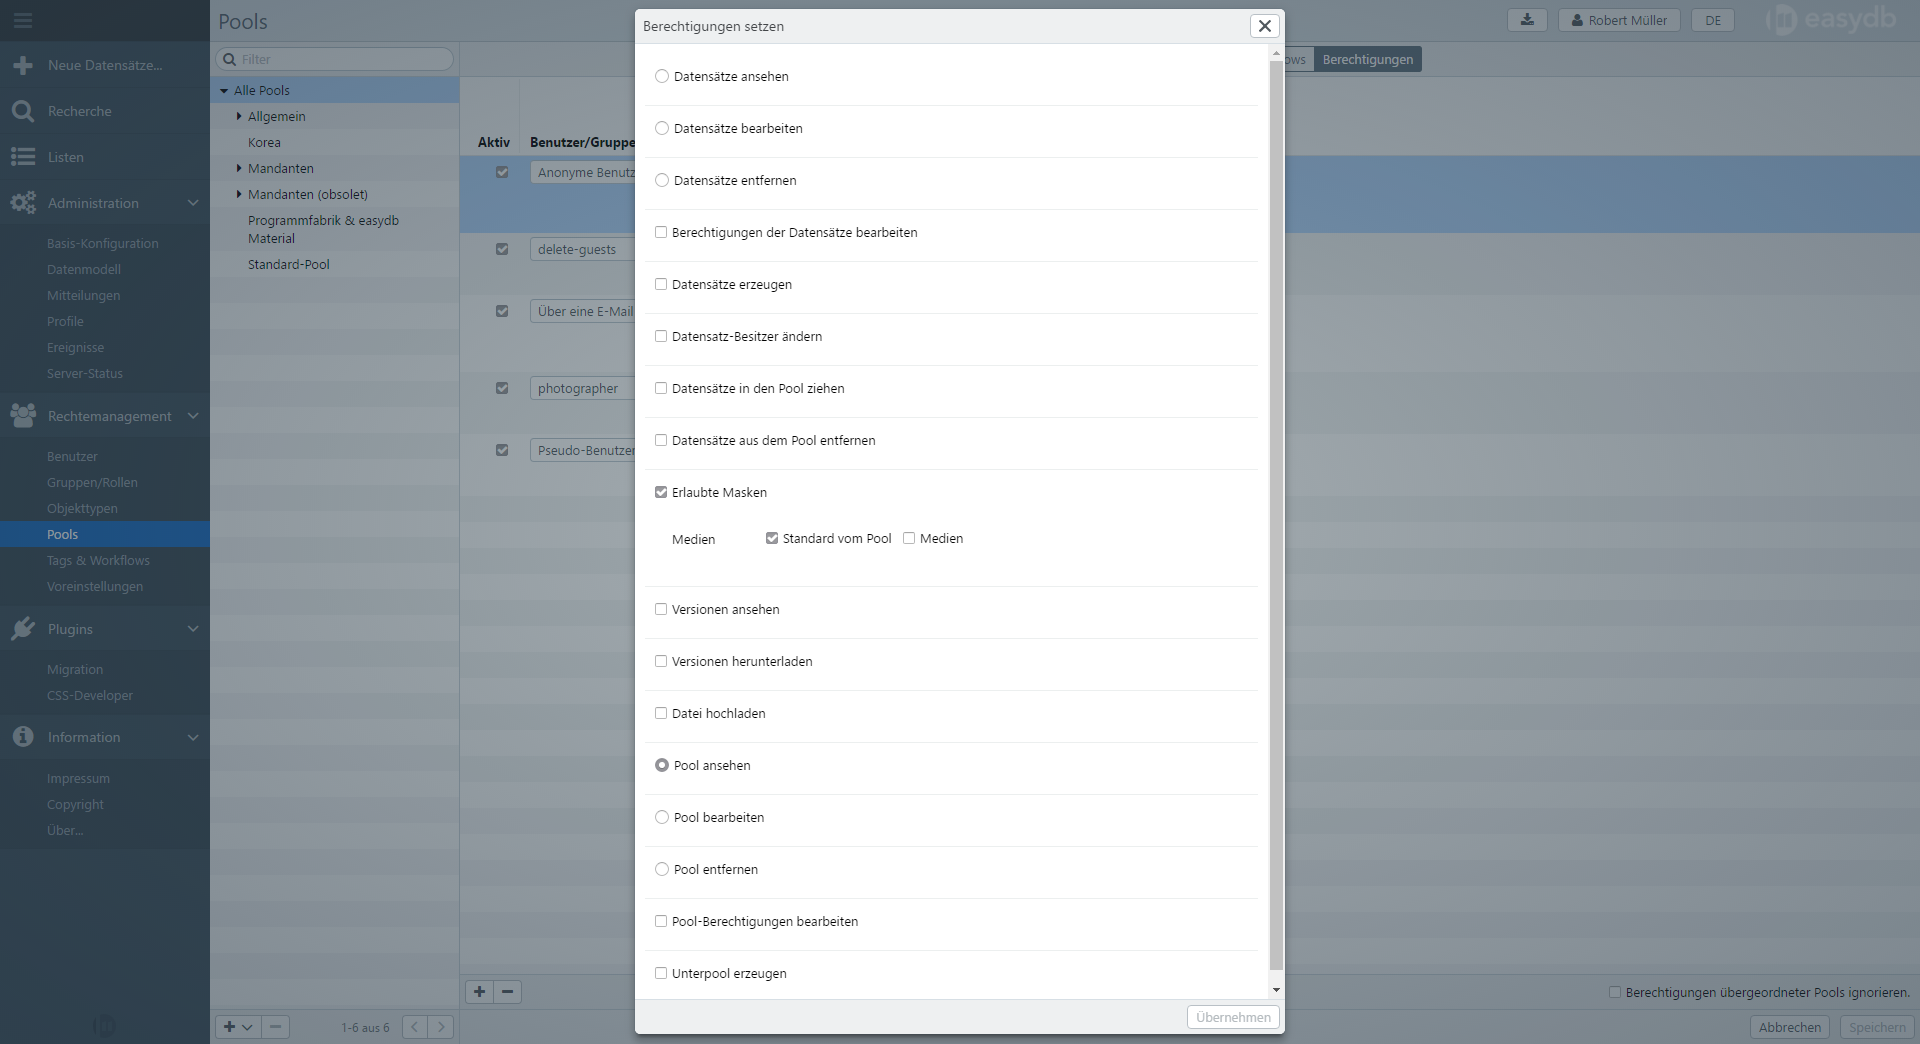 Pools
Robert Müller
DE
easydb
Neue Datensätze...
Recherche
Listen
Administration
Basis-Konfiguration
Datenmodell
Mitteilungen
Profile
Ereignisse
Server-Status
Rechtemanagement
Benutzer
Gruppen/Rollen
Objekttypen
Pools
Tags & Workflows
Voreinstellungen
Plugins
Migration
CSS-Developer
Information
Impressum
Copyright
Über...
Filter
Alle Pools
Allgemein
Korea
Mandanten
Mandanten (obsolet)
Programmfabrik & easydb
Material
Standard-Pool
1-6 aus 6
Berechtigungen
Aktiv Benutzer/Gruppe
Anonyme Benutz
delete-guests
Über eine E-Mail
photographer
Pseudo-Benutzer
Berechtigungen setzen
Datensätze ansehen
Datensätze bearbeiten
Datensätze entfernen
Berechtigungen der Datensätze bearbeiten
Datensätze erzeugen
Datensatz-Besitzer ändern
Datensätze in den Pool ziehen
Datensätze aus dem Pool entfernen
Erlaubte Masken
Medien Standard vom Pool Medien
Versionen ansehen
Versionen herunterladen
Datei hochladen
Pool ansehen
Pool bearbeiten
Pool entfernen
Pool-Berechtigungen bearbeiten
Unterpool erzeugen
Übernehmen
Berechtigungen übergeordneter Pools ignorieren.
Abbrechen
Speichern